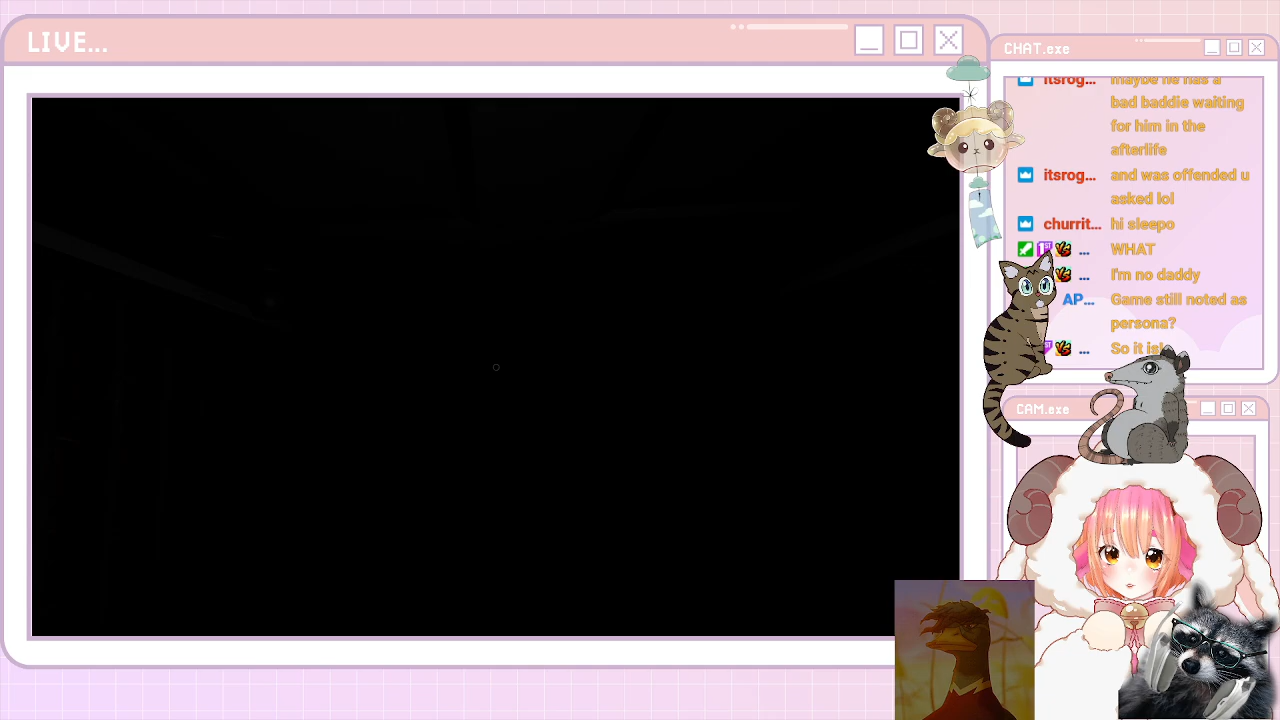 LIVE...
CHAT.exe
itsrog... maybe he has a
bad baddie waiting
for him in the
afterlife
itsrog... and was offended u
asked lol
churrit... hi sleepo
... WHAT
... I'm no daddy
AP... Game still noted as
persona?
... So it is!
CAM.exe